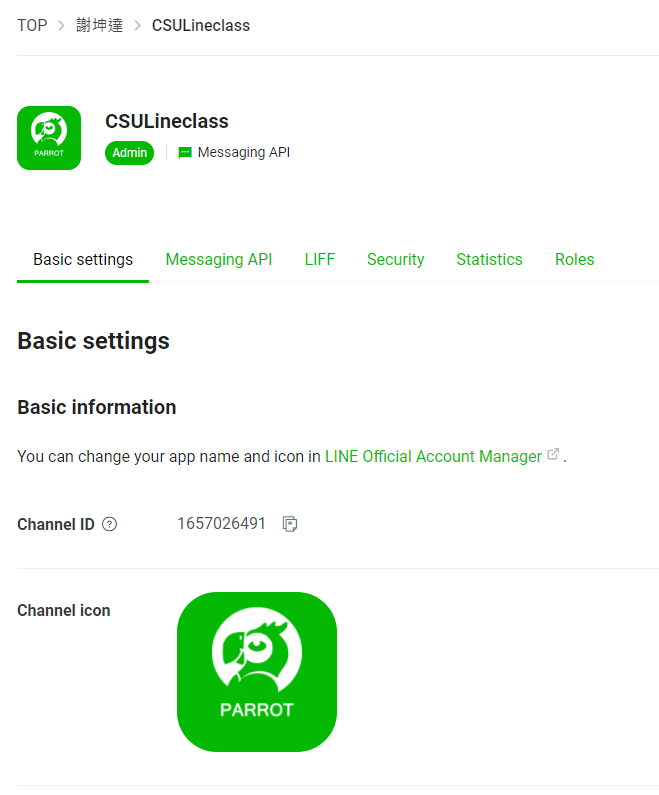 TOP > 謝坤達 > CSULineclass
PARROT
CSULineclass
Admin Messaging API
Basic settings Messaging API LIFF Security Statistics Roles
Basic settings
Basic information
You can change your app name and icon in LINE Official Account Manager .
Channel ID ? 1657026491
Channel icon
PARROT